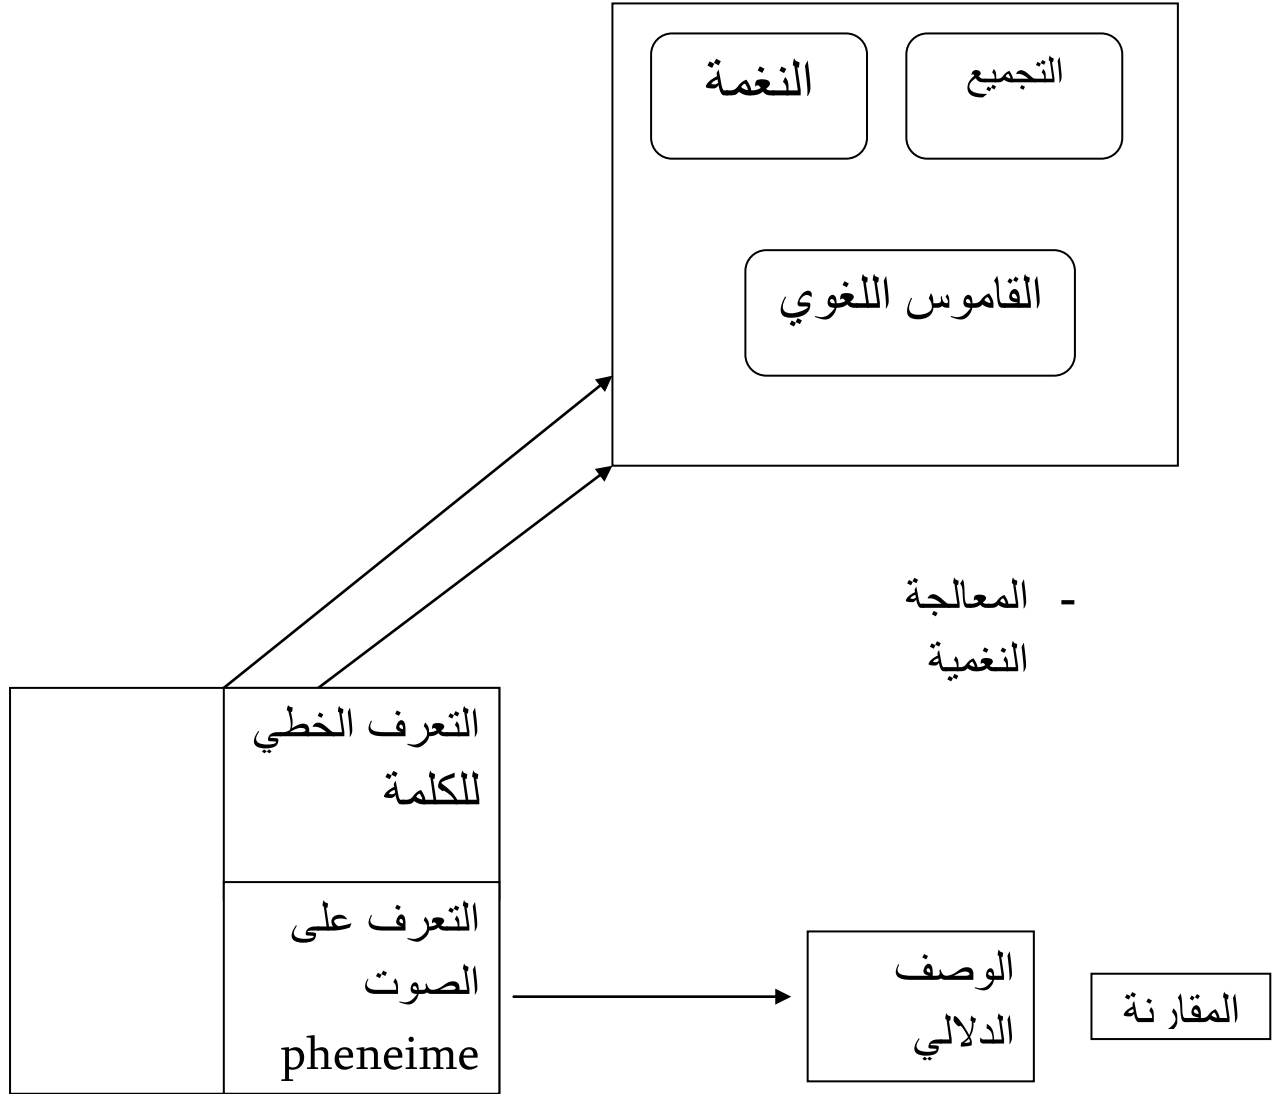 التجميع
النغمة
القاموس اللغوي
- المعالجة
النغمية
التعرف الخطي
للكلمة
التعرف على
الصوت
pheneime
الوصف
الدلالي
المقارنة